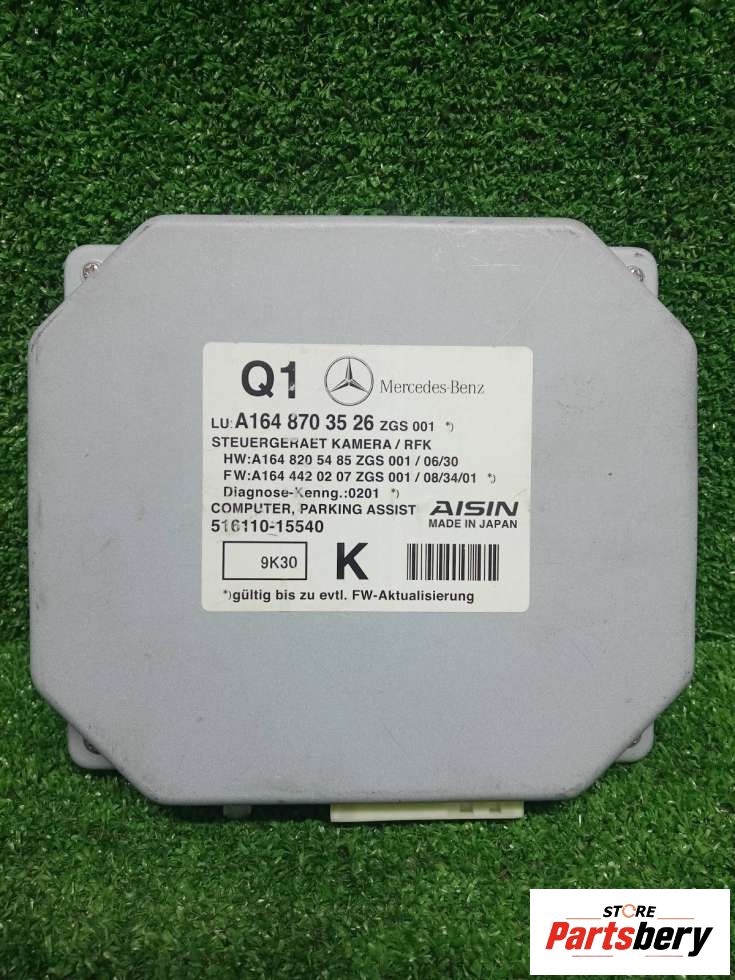 Q1 Mercedes-Benz
LU: A164 870 35 26 ZGS 001 *)
STEUERGERAET KAMERA / RFK
HW:A164 820 54 85 ZGS 001 / 06/30
FW:A164 442 02 07 ZGS 001 / 08/34/01 *)
Diagnose-Kenng.:0201 *)
COMPUTER, PARKING ASSIST AISIN
516110-15540 MADE IN JAPAN
9K30 K
*)gültig bis zu evtl. FW-Aktualisierung
STORE
Partsbery